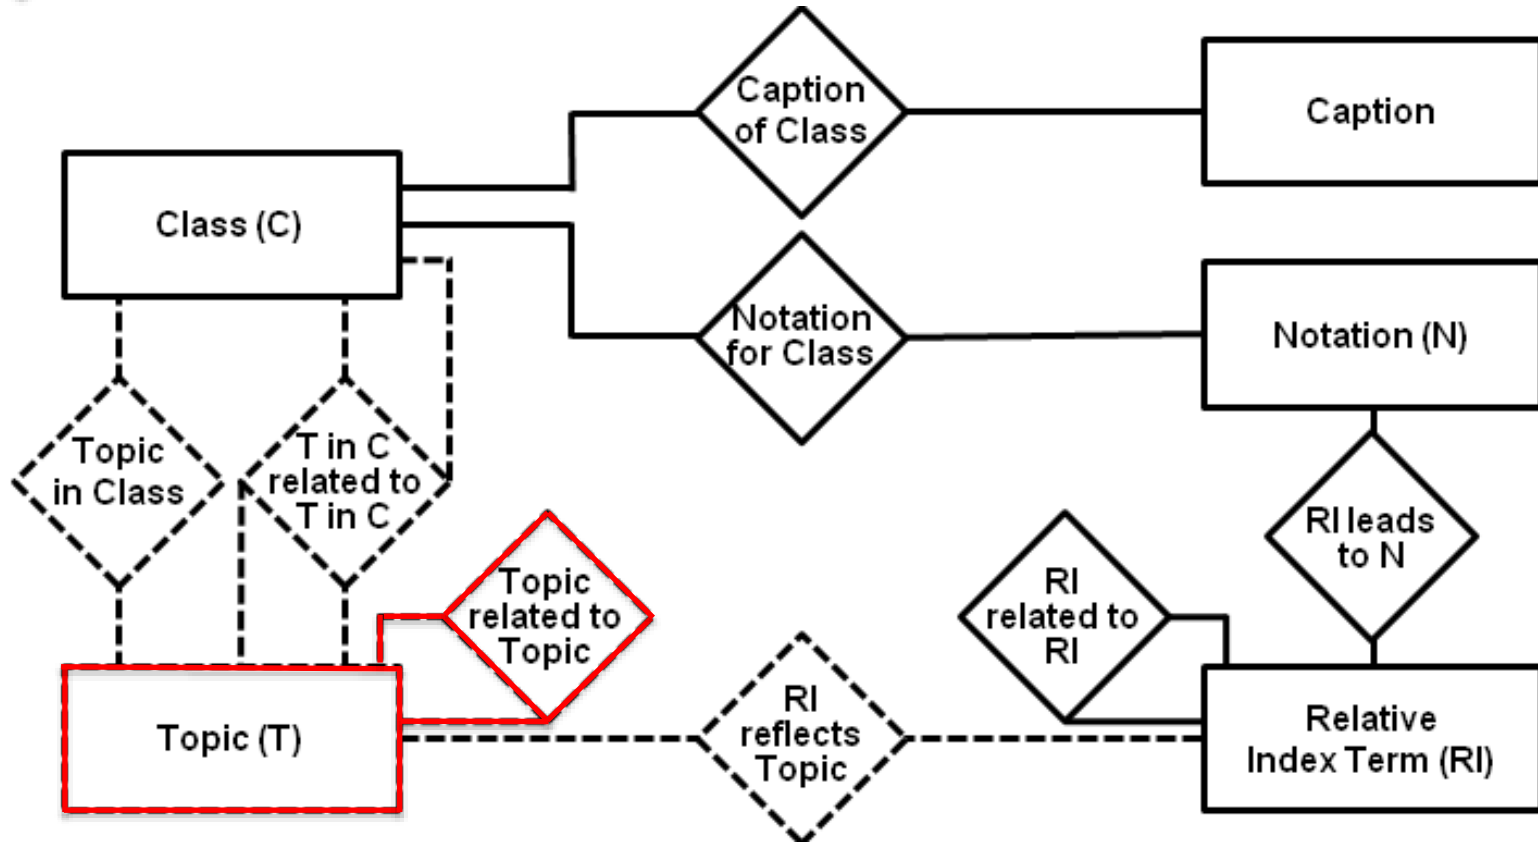 Caption
of Class
Caption
Class (C)
Notation
for Class
Notation (N)
Topic
in Class
T in C
related to
T in C
RI leads
to N
Topic
related to
Topic
RI
related to
RI
RI
reflects
Topic
Topic (T)
Relative
Index Term (RI)